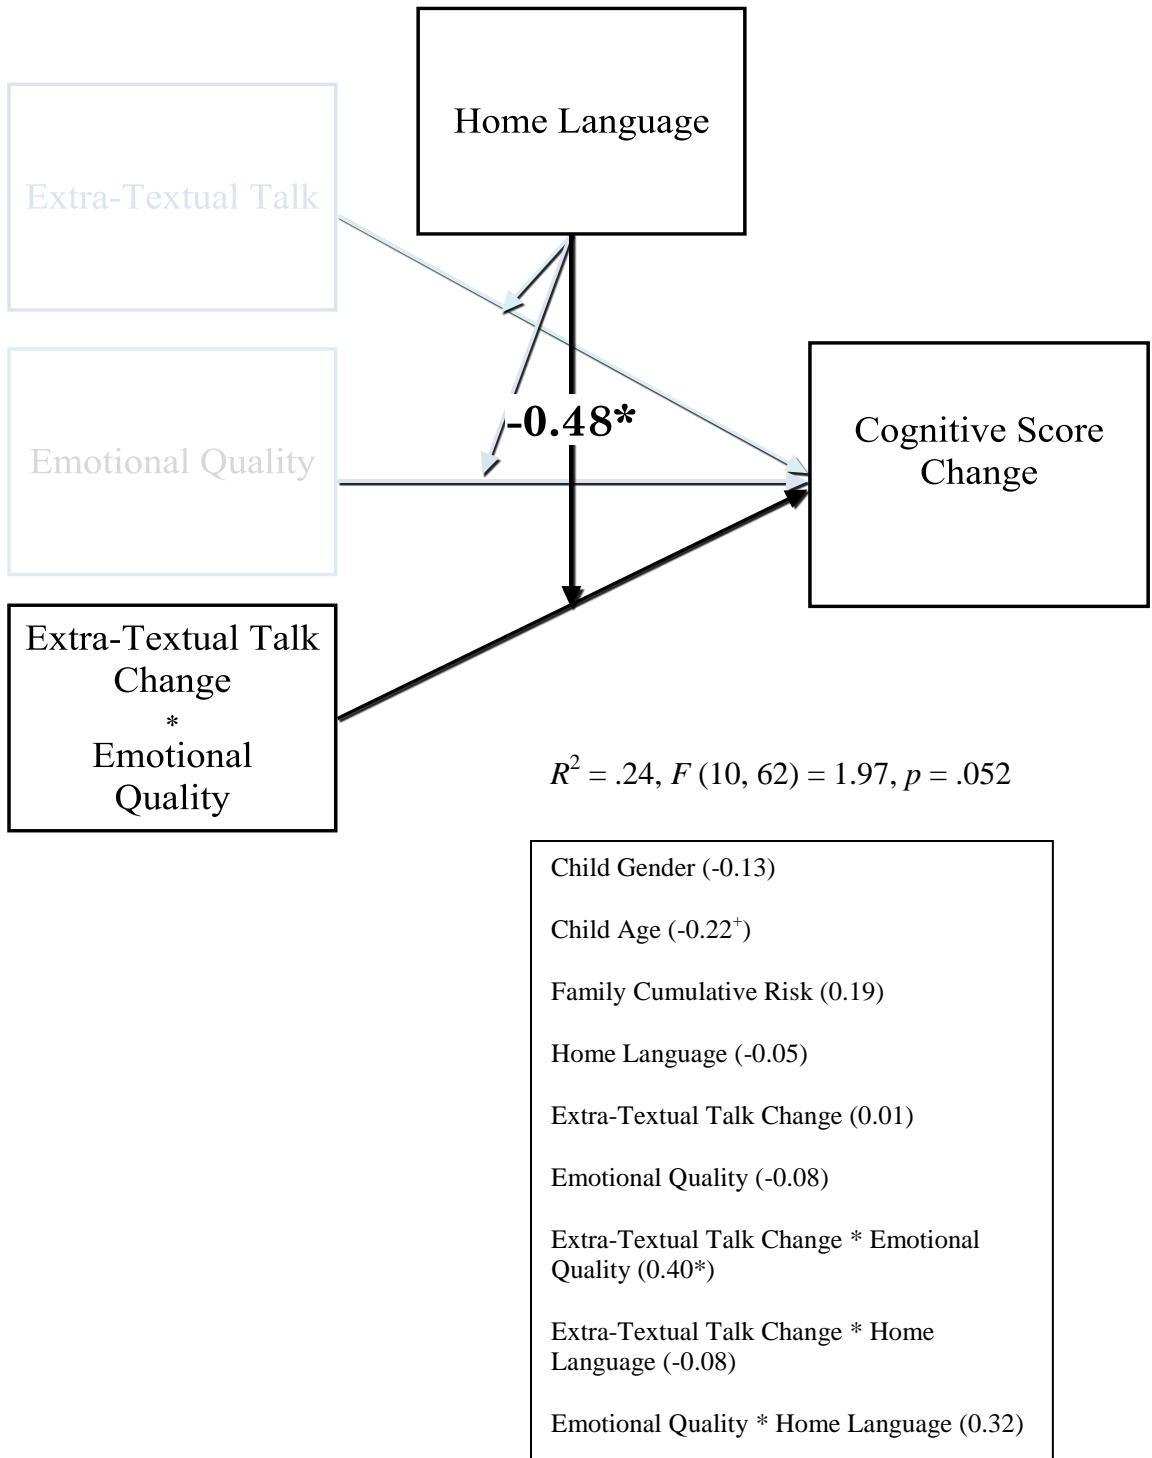 Home Language
Extra-Textual Talk
Emotional Quality
-0.48*
Cognitive Score
Change
Extra-Textual Talk
Change
*
Emotional
Quality
R² = .24, F (10, 62) = 1.97, p = .052
Child Gender (-0.13)
Child Age (-0.22⁺)
Family Cumulative Risk (0.19)
Home Language (-0.05)
Extra-Textual Talk Change (0.01)
Emotional Quality (-0.08)
Extra-Textual Talk Change * Emotional
Quality (0.40*)
Extra-Textual Talk Change * Home
Language (-0.08)
Emotional Quality * Home Language (0.32)